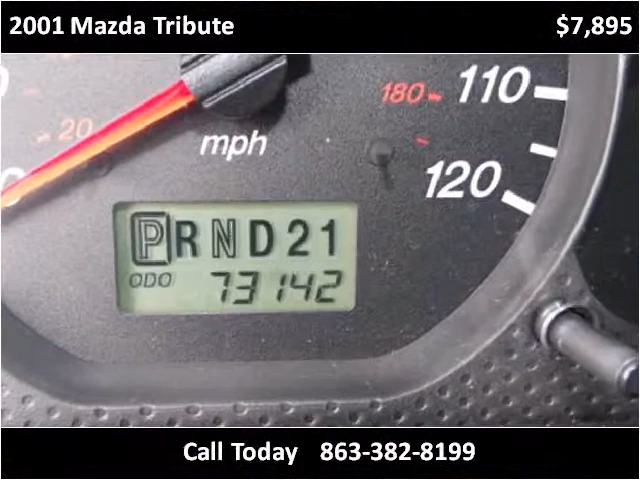 2001 Mazda Tribute $7,895
180 110
20
mph
120
PRND21
ODO 73142
Call Today 863-382-8199